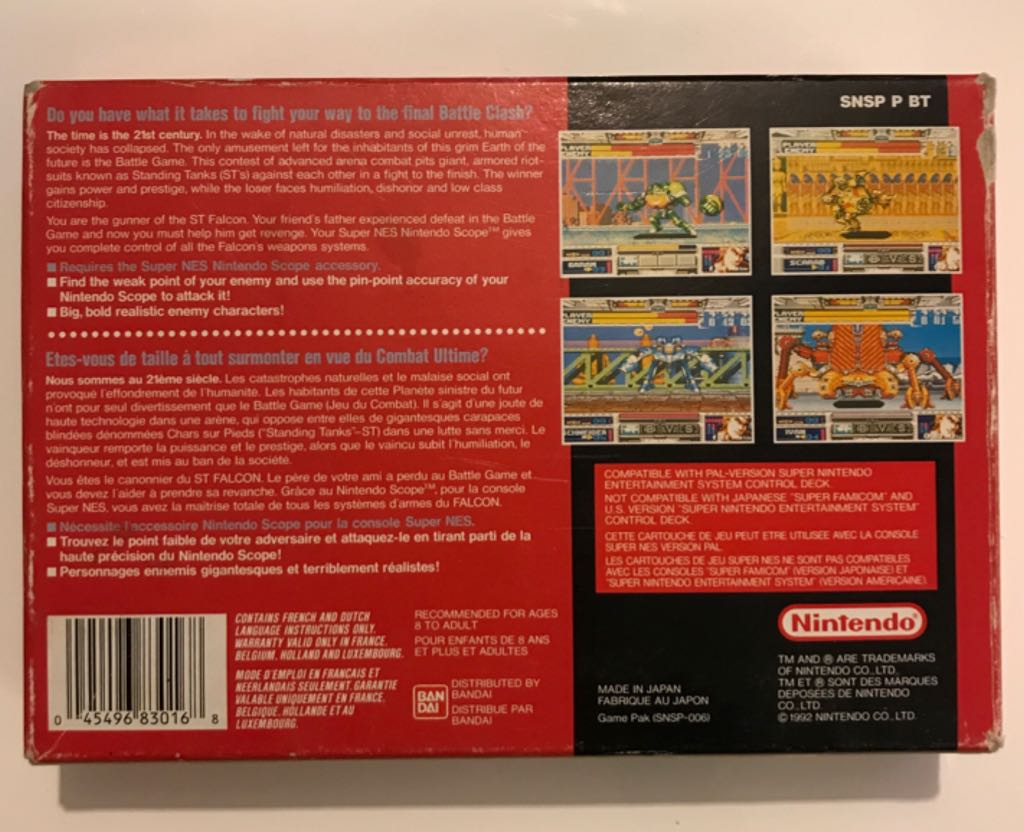 Do you have what it takes to fight your way to the final Battle Clash?
The time is the 21st century. In the wake of natural disasters and social unrest, human
society has collapsed. The only amusement left for the inhabitants of this grim Earth of the
future is the Battle Game. This contest of advanced arena combat pits giant, armored riot-
suits known as Standing Tanks (ST's) against each other in a fight to the finish. The winner
gains power and prestige, while the loser faces humiliation, dishonor and low class
citizenship.
You are the gunner of the ST Falcon. Your friend's father experienced defeat in the Battle
Game and now you must help him get revenge. Your Super NES Nintendo Scope™ gives
you complete control of all the Falcon's weapons systems.
■ Requires the Super NES Nintendo Scope accessory.
■ Find the weak point of your enemy and use the pin-point accuracy of your
Nintendo Scope to attack it!
■ Big, bold realistic enemy characters!
Etes-vous de taille à tout surmonter en vue du Combat Ultime?
Nous sommes au 21ème siècle. Les catastrophes naturelles et le malaise social ont
provoqué l'effondrement de l'humanite. Les habitants de cette Planète sinistre du futur
n'ont pour seul divertissement que le Battle Game (Jeu du Combat). Il s'agit d'une joute de
haute technologie dans une arène, qui oppose entre elles de gigantesques carapaces
blindées dénommées Chars sur Pieds ("Standing Tanks"-ST) dans une lutte sans merci. Le
vainqueur remporte la puissance et le prestige, alors que le vaincu subit l'humiliation, le
déshonneur, et est mis au ban de la société.
Vous êtes le canonnier du ST FALCON. Le père de votre ami a perdu au Battle Game et
vous devez l'aider à prendre sa revanche. Grâce au Nintendo Scope™, pour la console
Super NES, vous avez la maitrise totale de tous les systèmes d'armes du FALCON.
■ Nécessite l'accessoire Nintendo Scope pour la console Super NES.
■ Trouvez le point faible de votre adversaire et attaquez-le en tirant parti de la
haute précision du Nintendo Scope!
■ Personnages ennemis gigantesques et terriblement réalistes!
0 45496 83016 8
CONTAINS FRENCH AND DUTCH
LANGUAGE INSTRUCTIONS ONLY.
WARRANTY VALID ONLY IN FRANCE,
BELGIUM, HOLLAND AND LUXEMBOURG.
MODE D'EMPLOI EN FRANCAIS ET
NEERLANDAIS SEULEMENT. GARANTIE
VALABLE UNIQUEMENT EN FRANCE,
BELGIQUE, HOLLANDE ET AU
LUXEMBOURG.
RECOMMENDED FOR AGES
8 TO ADULT
POUR ENFANTS DE 8 ANS
ET PLUS ET ADULTES
BAN
DAI
DISTRIBUTED BY
BANDAI
DISTRIBUE PAR
BANDAI
SNSP P BT
PLAYER
ENEMY
PLAYER
ENEMY
SCARAB
PLAYER
ENEMY
PLAYER
ENEMY
COMPATIBLE WITH PAL-VERSION SUPER NINTENDO
ENTERTAINMENT SYSTEM CONTROL DECK.
NOT COMPATIBLE WITH JAPANESE "SUPER FAMICOM" AND
U.S. VERSION "SUPER NINTENDO ENTERTAINMENT SYSTEM"
CONTROL DECK.
CETTE CARTOUCHE DE JEU PEUT ETRE UTILISEE AVEC LA CONSOLE
SUPER NES VERSION PAL.
LES CARTOUCHES DE JEU SUPER NES NE SONT PAS COMPATIBLES
AVEC LES CONSOLES "SUPER FAMICOM" (VERSION JAPONAISE) ET
"SUPER NINTENDO ENTERTAINMENT SYSTEM" (VERSION AMERICAINE).
Nintendo®
TM AND ® ARE TRADEMARKS
OF NINTENDO CO., LTD.
TM ET ® SONT DES MARQUES
DEPOSEES DE NINTENDO
CO., LTD.
©1992 NINTENDO CO., LTD.
MADE IN JAPAN
FABRIQUE AU JAPON
Game Pak (SNSP-006)